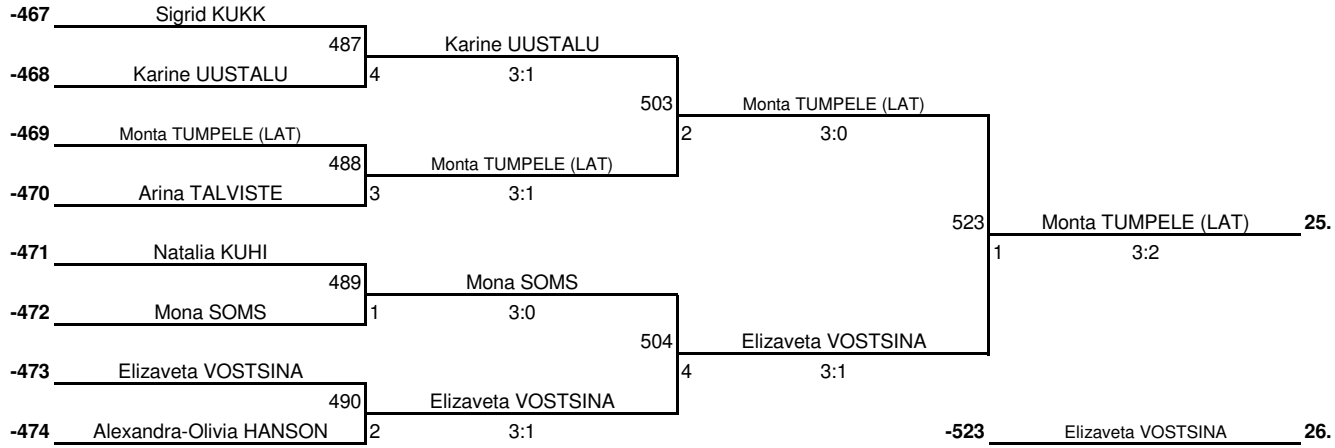 -467 Sigrid KUKK
487 Karine UUSTALU
-468 Karine UUSTALU 4 3:1
503 Monta TUMPELE (LAT)
-469 Monta TUMPELE (LAT) 2 3:0
488 Monta TUMPELE (LAT)
-470 Arina TALVISTE 3 3:1
523 Monta TUMPELE (LAT) 25.
-471 Natalia KUHI 1 3:2
489 Mona SOMS
-472 Mona SOMS 1 3:0
504 Elizaveta VOSTSINA
-473 Elizaveta VOSTSINA 4 3:1
490 Elizaveta VOSTSINA
-474 Alexandra-Olivia HANSON 2 3:1 -523 Elizaveta VOSTSINA 26.